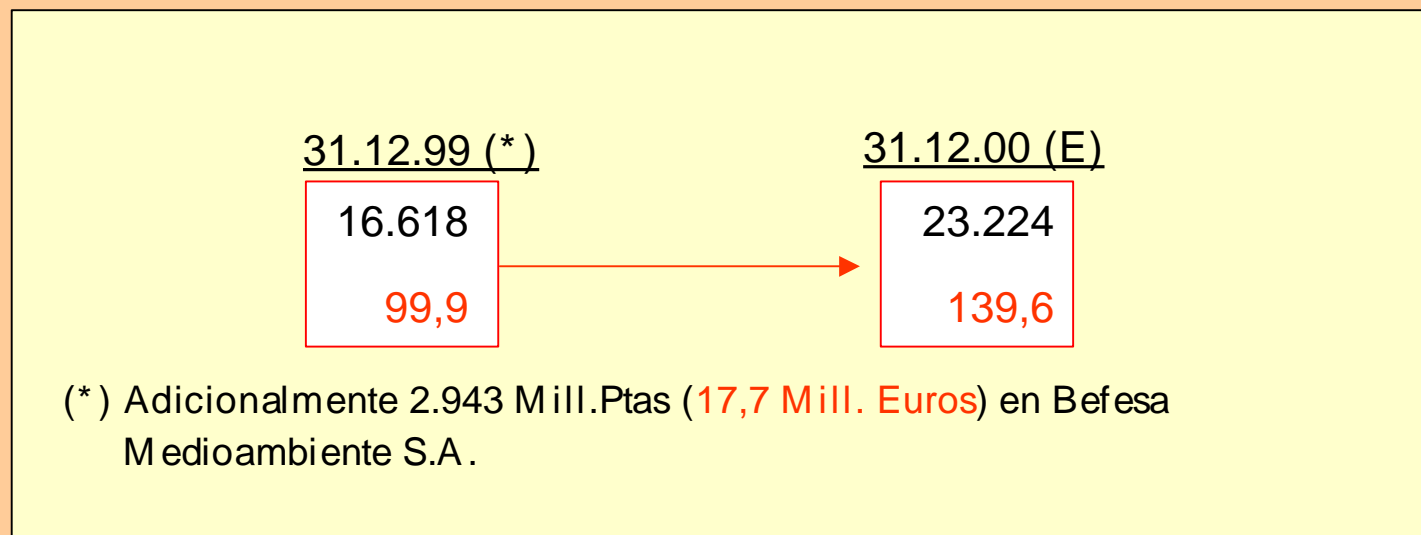 31.12.99 (*)
31.12.00 (E)
16.618
23.224
99,9
139,6
(*) Adicionalmente 2.943 Mill.Ptas (17,7 Mill. Euros) en Befesa
Medioambiente S.A.